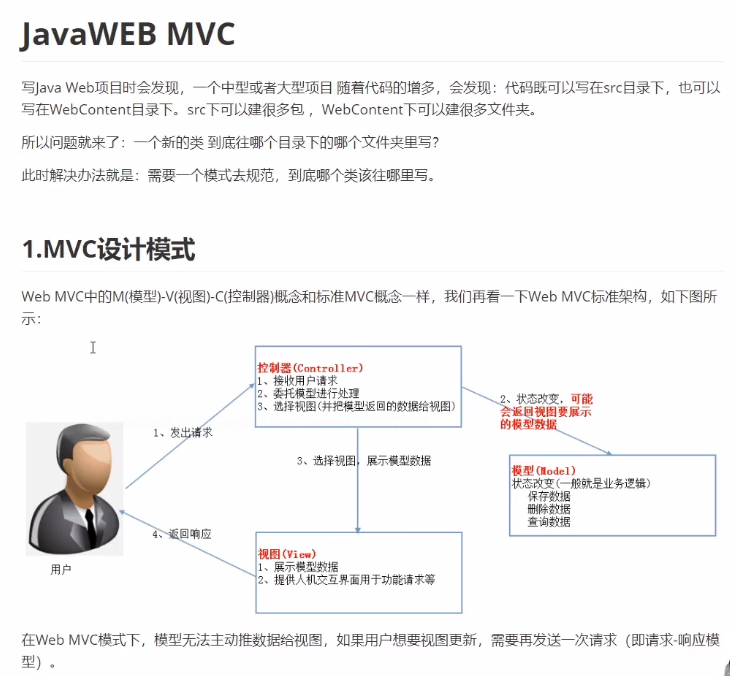 JavaWEB MVC
写Java Web项目时会发现，一个中型或者大型项目 随着代码的增多，会发现：代码既可以写在src目录下，也可以
写在WebContent目录下。src下可以建很多包 ，WebContent下可以建很多文件夹。
所以问题就来了：一个新的类 到底往哪个目录下的哪个文件夹里写？
此时解决办法就是：需要一个模式去规范，到底哪个类该往哪里写。
1.MVC设计模式
Web MVC中的M(模型)-V(视图)-C(控制器)概念和标准MVC概念一样，我们再看一下Web MVC标准架构，如下图所
示：
控制器(Controller)
1、接收用户请求
2、委托模型进行处理
3、选择视图(并把模型返回的数据给视图)
1、发出请求
2、状态改变，可能
会返回视图要展示
的模型数据
3、选择视图，展示模型数据
模型(Model)
状态改变(一般就是业务逻辑)
保存数据
删除数据
查询数据
4、返回响应
视图(View)
1、展示模型数据
2、提供人机交互界面用于功能请求等
用户
在Web MVC模式下，模型无法主动推数据给视图，如果用户想要视图更新，需要再发送一次请求（即请求-响应模
型）。